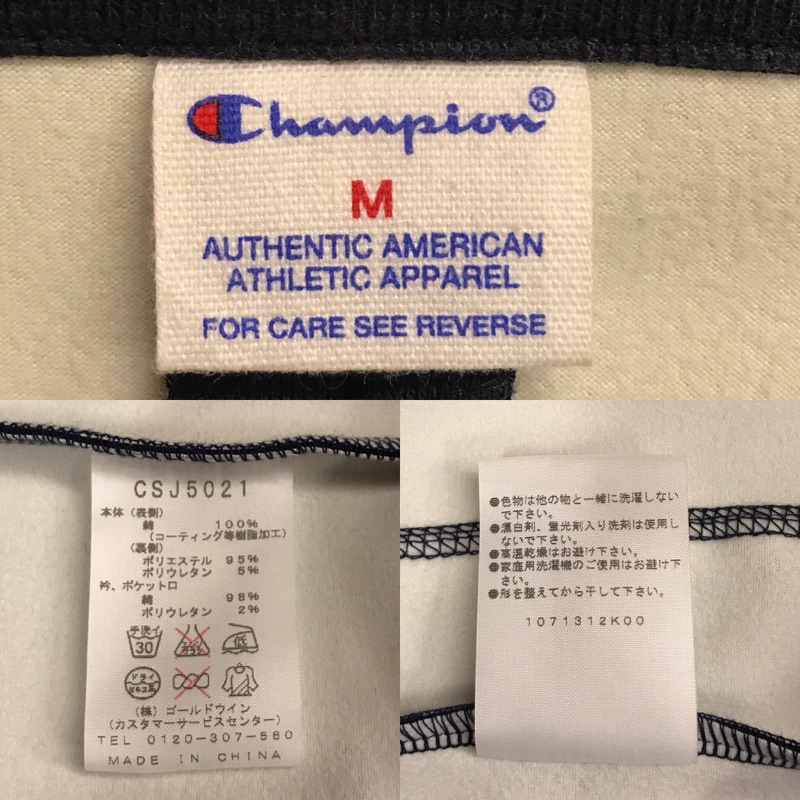 Champion®
M
AUTHENTIC AMERICAN
ATHLETIC APPAREL
FOR CARE SEE REVERSE
CSJ5021
本体(表側)
綿 100%
(コーティング等樹脂加工)
(裏側)
ポリエステル 95%
ポリウレタン 5%
衿、ポケット口
綿 98%
ポリウレタン 2%
手洗イ
30
低
ドライ
(株)ゴールドウイン
(カスタマーサービスセンター)
TEL 0120-307-560
MADE IN CHINA
●色物は他の物と一緒に洗濯しない
で下さい。
●漂白剤、蛍光剤入り洗剤は使用し
ないで下さい。
●高温乾燥はお避け下さい。
●家庭用洗濯機のご使用はお避け下
さい。
●形を整えてから干して下さい。
1071312K00